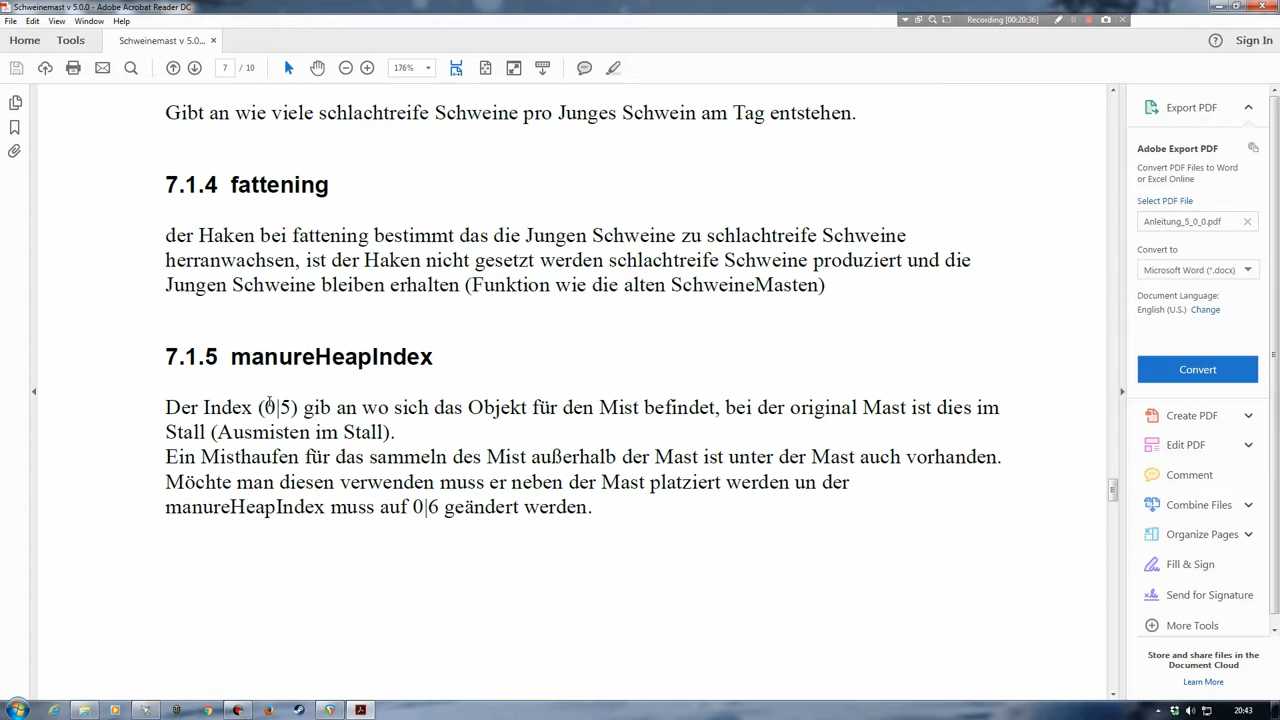 Schweinemast v 5.0.0 - Adobe Acrobat Reader DC
File Edit View Window Help
Recording [00:20:36]
Home Tools Schweinemast v 5.0... × Sign In
7 / 10 176%
Gibt an wie viele schlachtreife Schweine pro Junges Schwein am Tag entstehen.
7.1.4 fattening
der Haken bei fattening bestimmt das die Jungen Schweine zu schlachtreife Schweine
herranwachsen, ist der Haken nicht gesetzt werden schlachtreife Schweine produziert und die
Jungen Schweine bleiben erhalten (Funktion wie die alten SchweineMasten)
7.1.5 manureHeapIndex
Der Index (0|5) gib an wo sich das Objekt für den Mist befindet, bei der original Mast ist dies im
Stall (Ausmisten im Stall).
Ein Misthaufen für das sammeln des Mist außerhalb der Mast ist unter der Mast auch vorhanden.
Möchte man diesen verwenden muss er neben der Mast platziert werden un der
manureHeapIndex muss auf 0|6 geändert werden.
Export PDF
Adobe Export PDF
Convert PDF Files to Word
or Excel Online
Select PDF File
Anleitung_5_0_0.pdf
Convert to
Microsoft Word (*.docx)
Document Language:
English (U.S.) Change
Convert
Create PDF
Edit PDF
Comment
Combine Files
Organize Pages
Fill & Sign
Send for Signature
More Tools
Store and share files in the
Document Cloud
Learn More
20:43